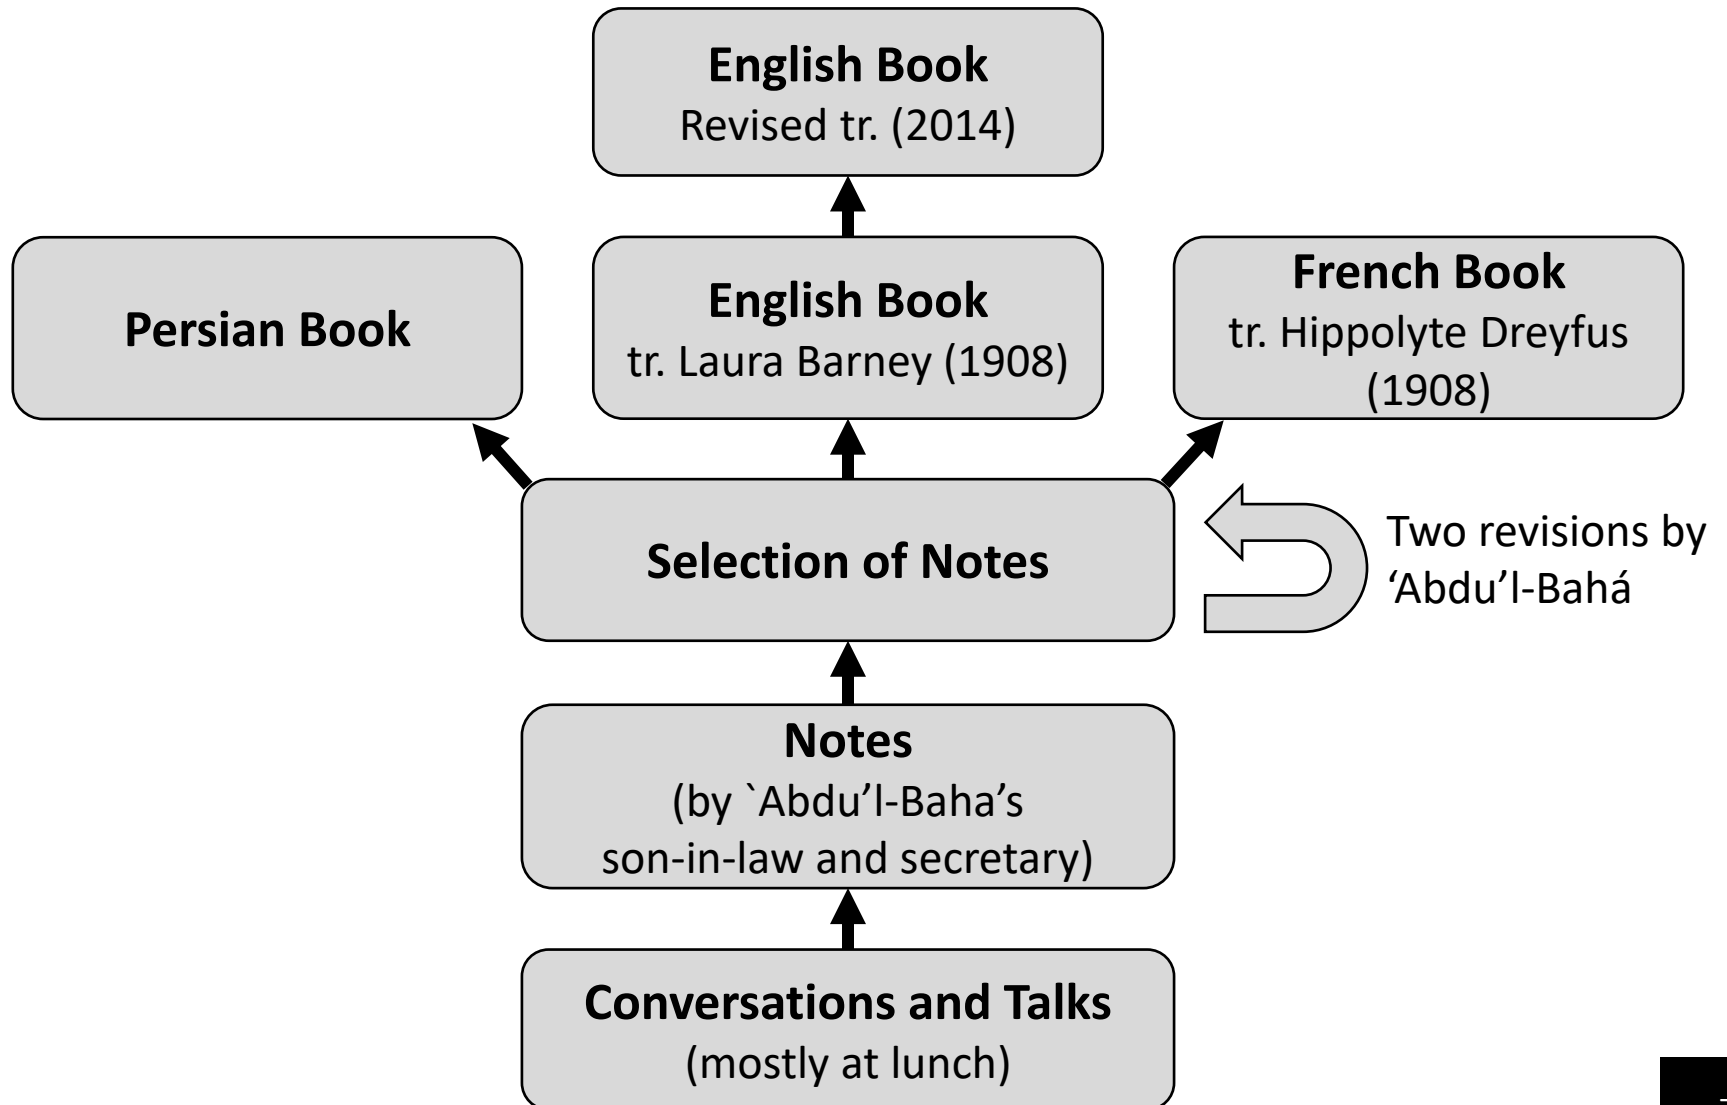 English Book
Revised tr. (2014)
Persian Book
English Book
tr. Laura Barney (1908)
French Book
tr. Hippolyte Dreyfus
(1908)
Selection of Notes
Two revisions by
‘Abdu’l-Bahá
Notes
(by `Abdu’l-Baha’s
son-in-law and secretary)
Conversations and Talks
(mostly at lunch)